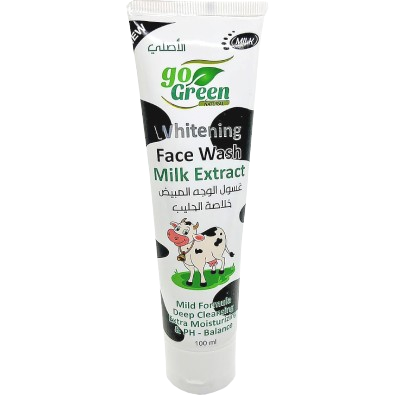 NEW
الأصلي
MILK
go
Green
NATURAL
Whitening
Face Wash
Milk Extract
غسول الوجه المبيض
خلاصة الحليب
Mild Formula
Deep Cleansing
Extra Moisturizing
& PH - Balance
100 ml